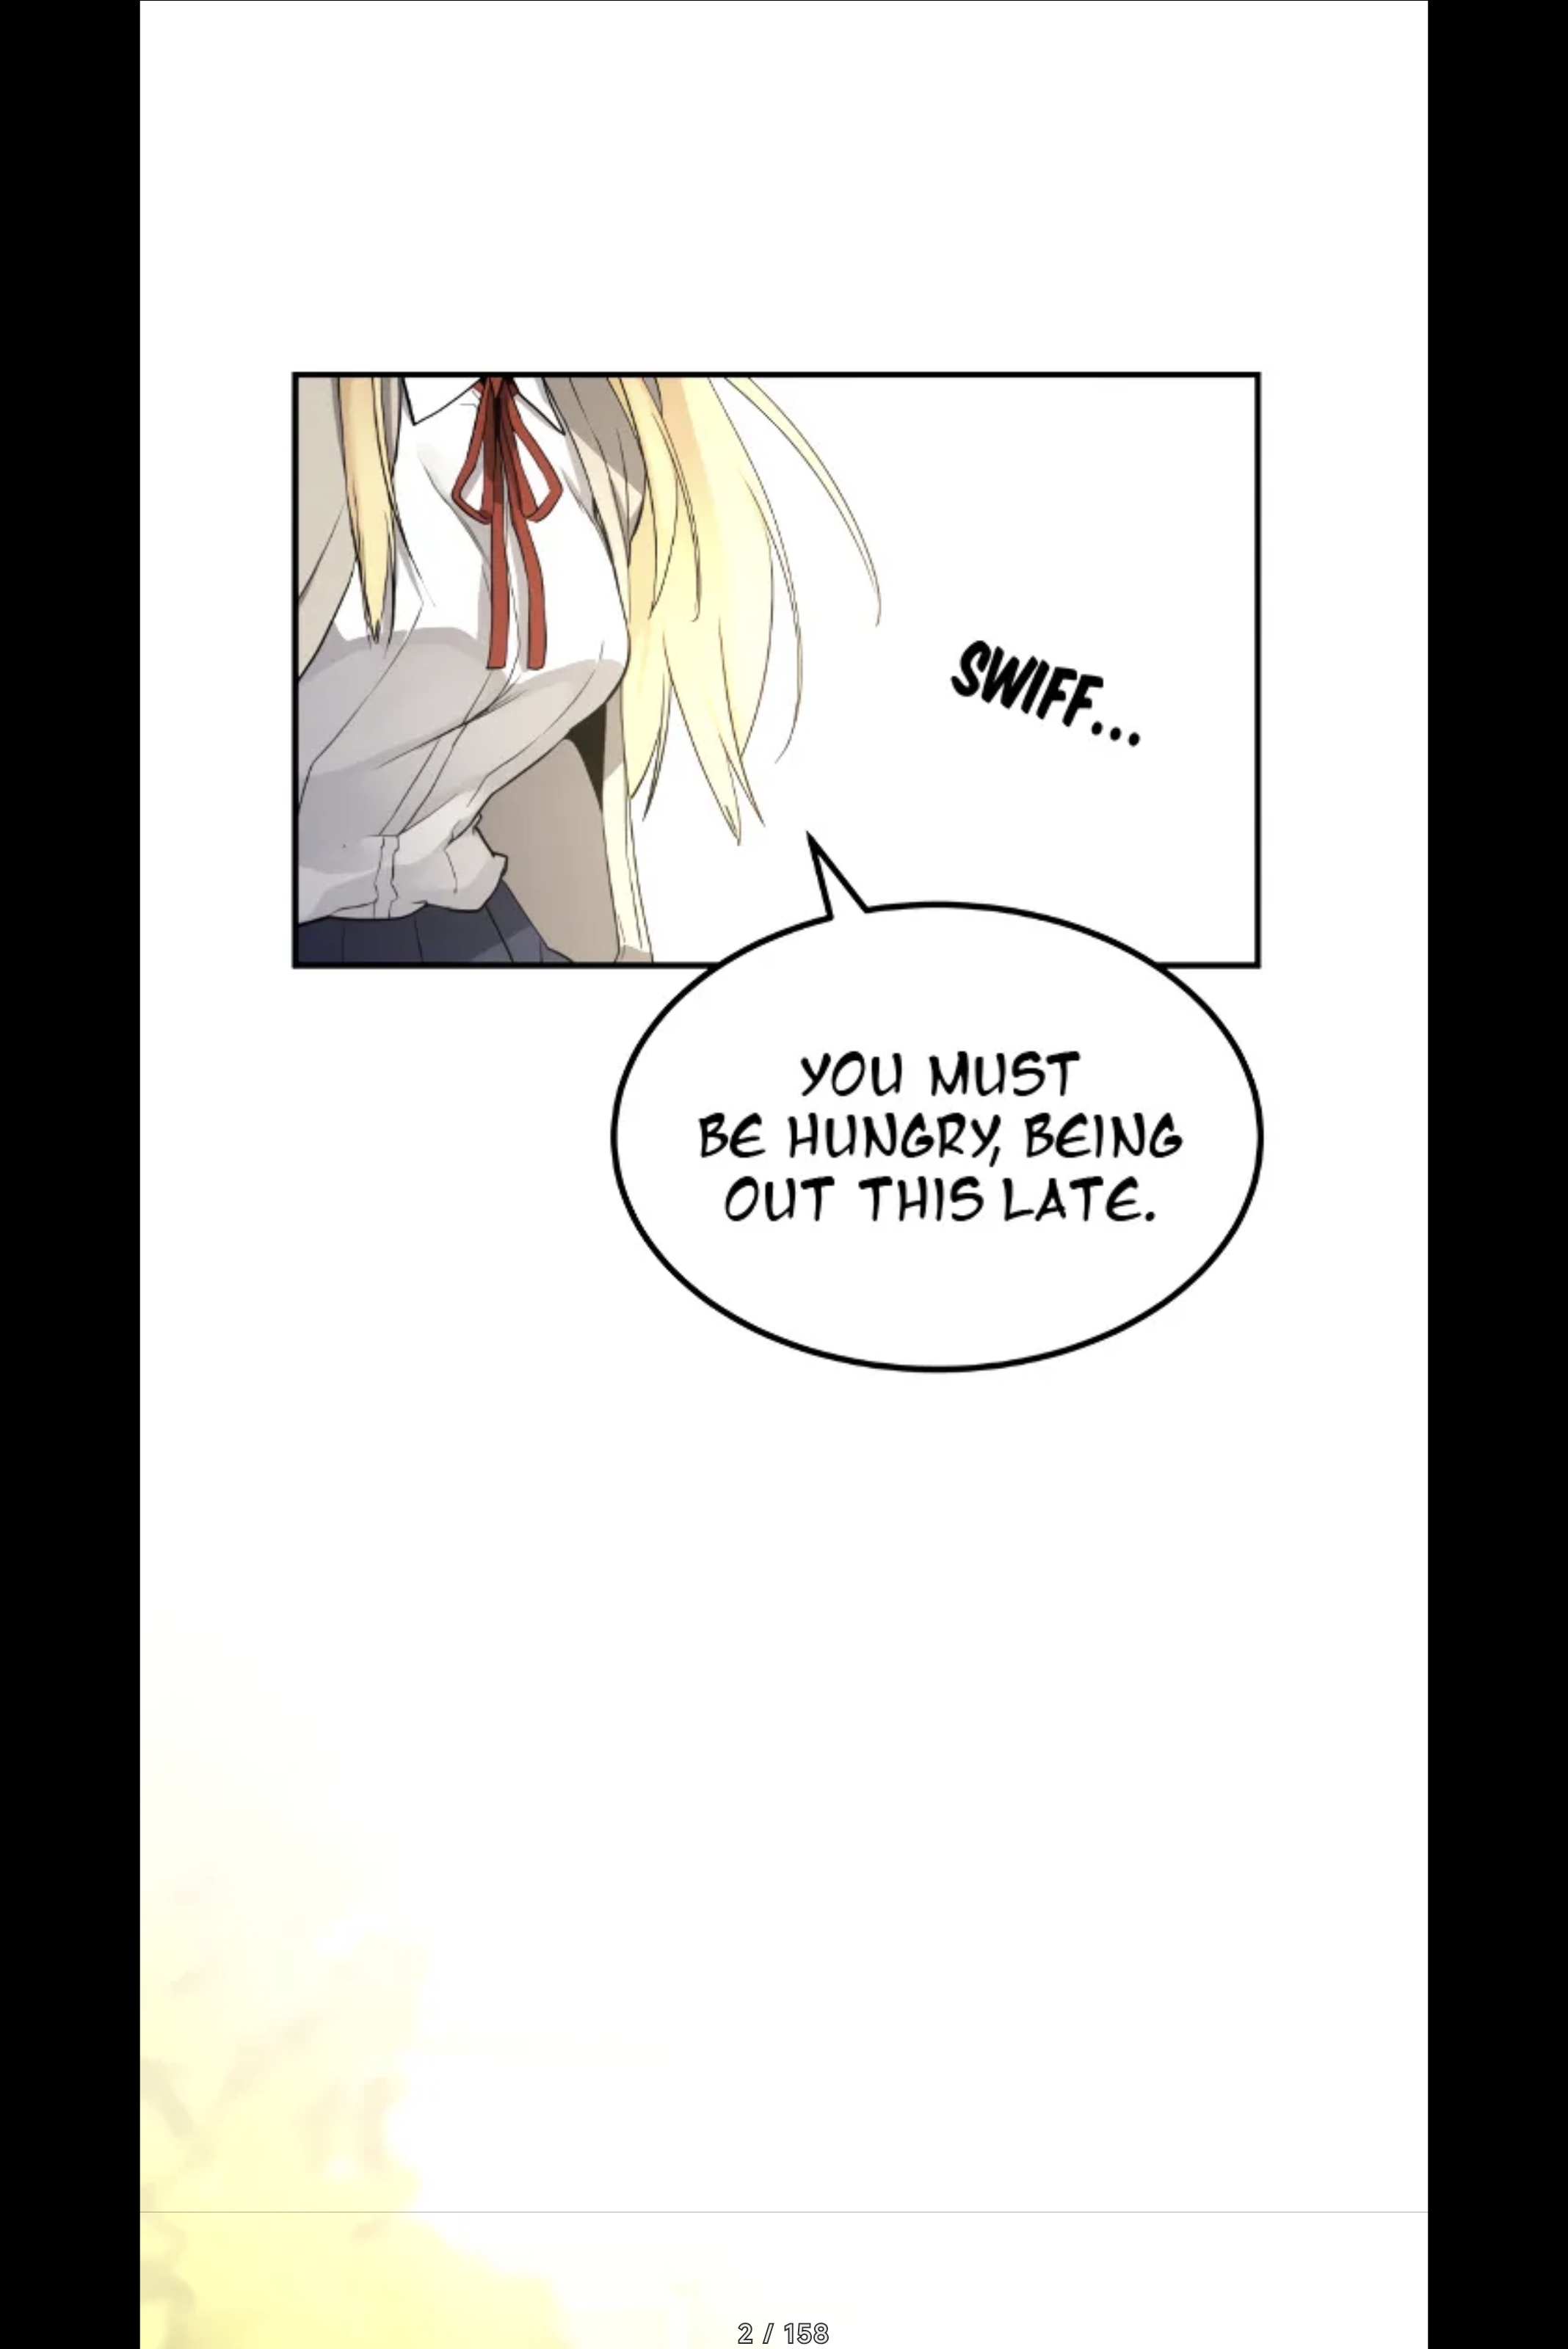 SWIFF...
YOU MUST
BE HUNGRY, BEING
OUT THIS LATE.
2 / 158